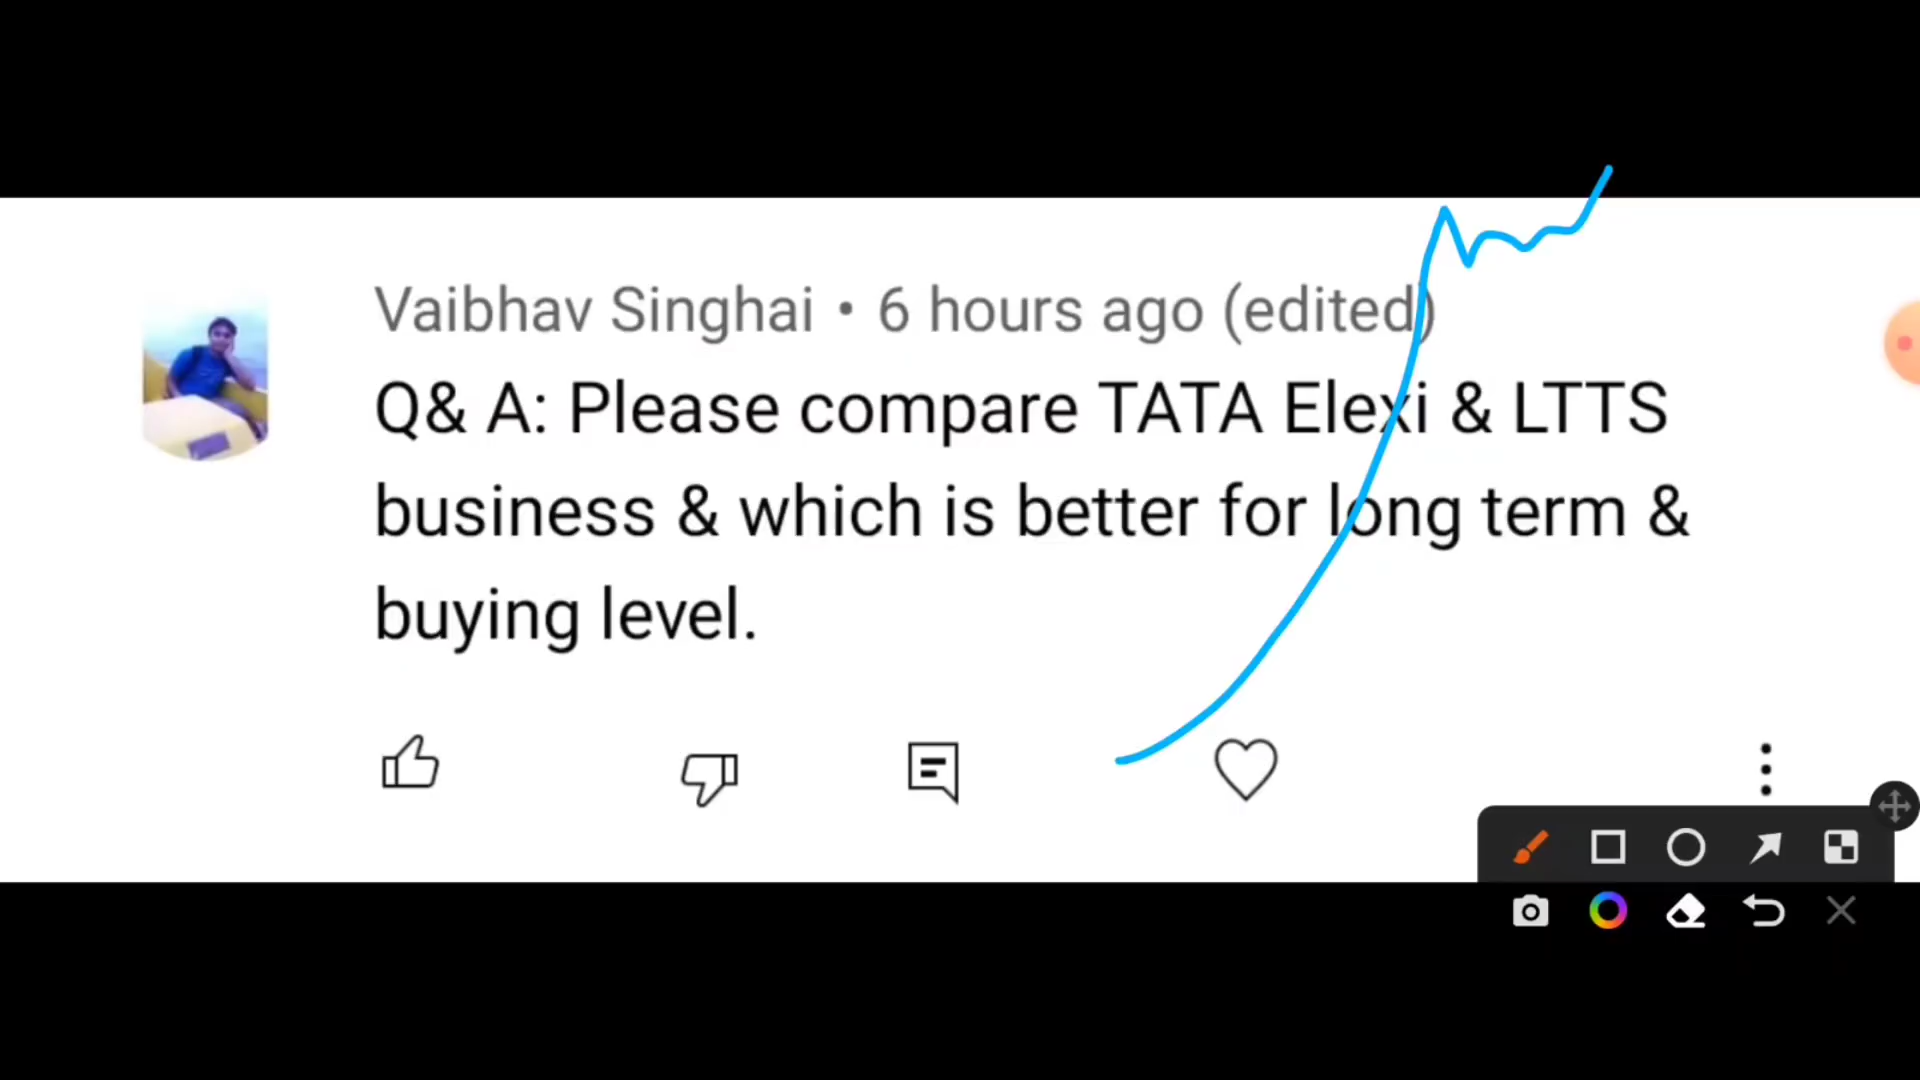 Vaibhav Singhai • 6 hours ago (edited)
Q& A: Please compare TATA Elexi & LTTS
business & which is better for long term &
buying level.